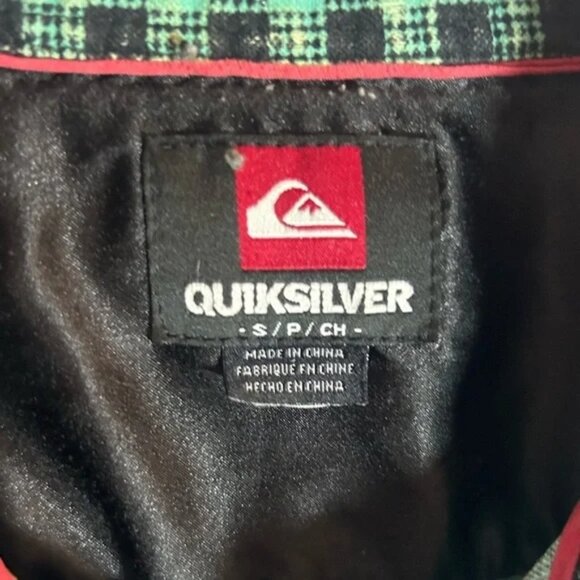 QUIKSILVER
- S / P / CH -
MADE IN CHINA
FABRIQUE EN CHINE
HECHO EN CHINA